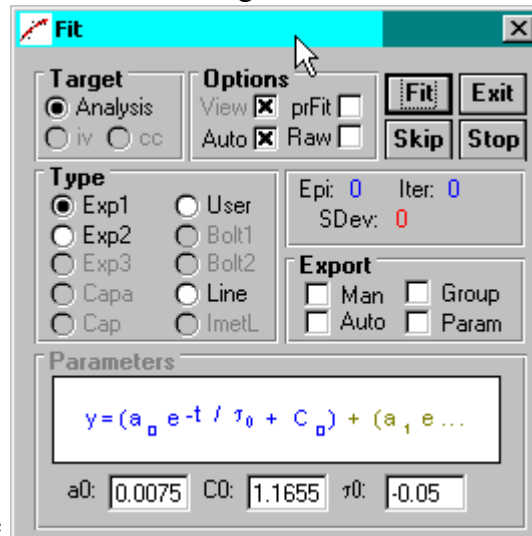 Fit
Target
Analysis
iv cc
Options
View prFit
Auto Raw
Fit Exit
Skip Stop
Type
Exp1 User
Exp2 Bolt1
Exp3 Bolt2
Capa Line
Cap ImetL
Epi: 0 Iter: 0
SDev: 0
Export
Man Group
Auto Param
Parameters
y=(a₀ e -t / τ₀ + C₀) + (a₁ e...
a0: 0.0075 C0: 1.1655 τ0: -0.05